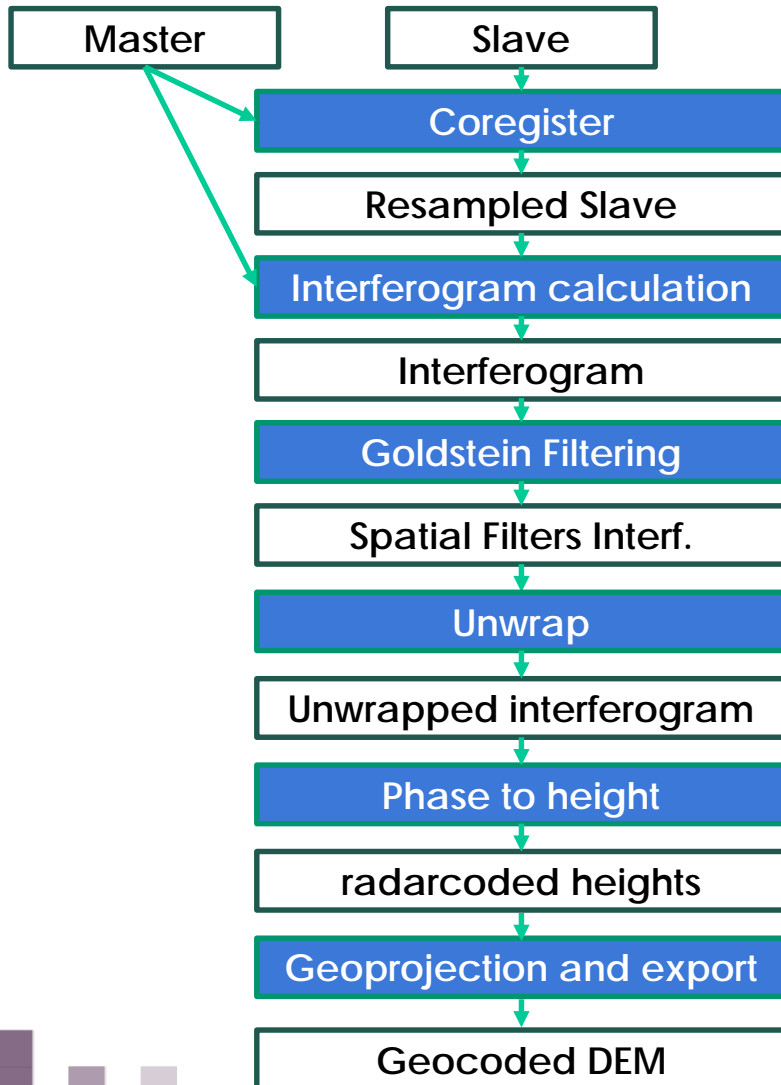 Master
Slave
Coregister
Resampled Slave
Interferogram calculation
Interferogram
Goldstein Filtering
Spatial Filters Interf.
Unwrap
Unwrapped interferogram
Phase to height
radarcoded heights
Geoprojection and export
Geocoded DEM